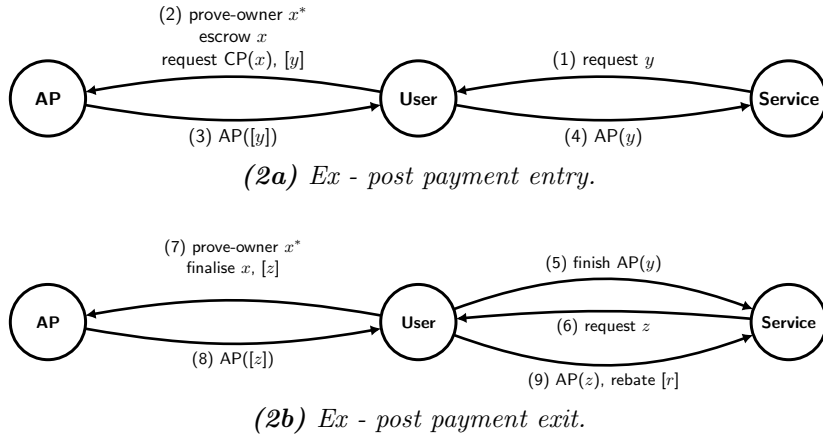 (2) prove-owner x*
escrow x
request CP(x), [y]
(1) request y
AP
User
Service
(3) AP([y])
(4) AP(y)
(2a) Ex - post payment entry.
(7) prove-owner x*
finalise x, [z]
(5) finish AP(y)
AP
User
(6) request z
Service
(8) AP([z])
(9) AP(z), rebate [r]
(2b) Ex - post payment exit.